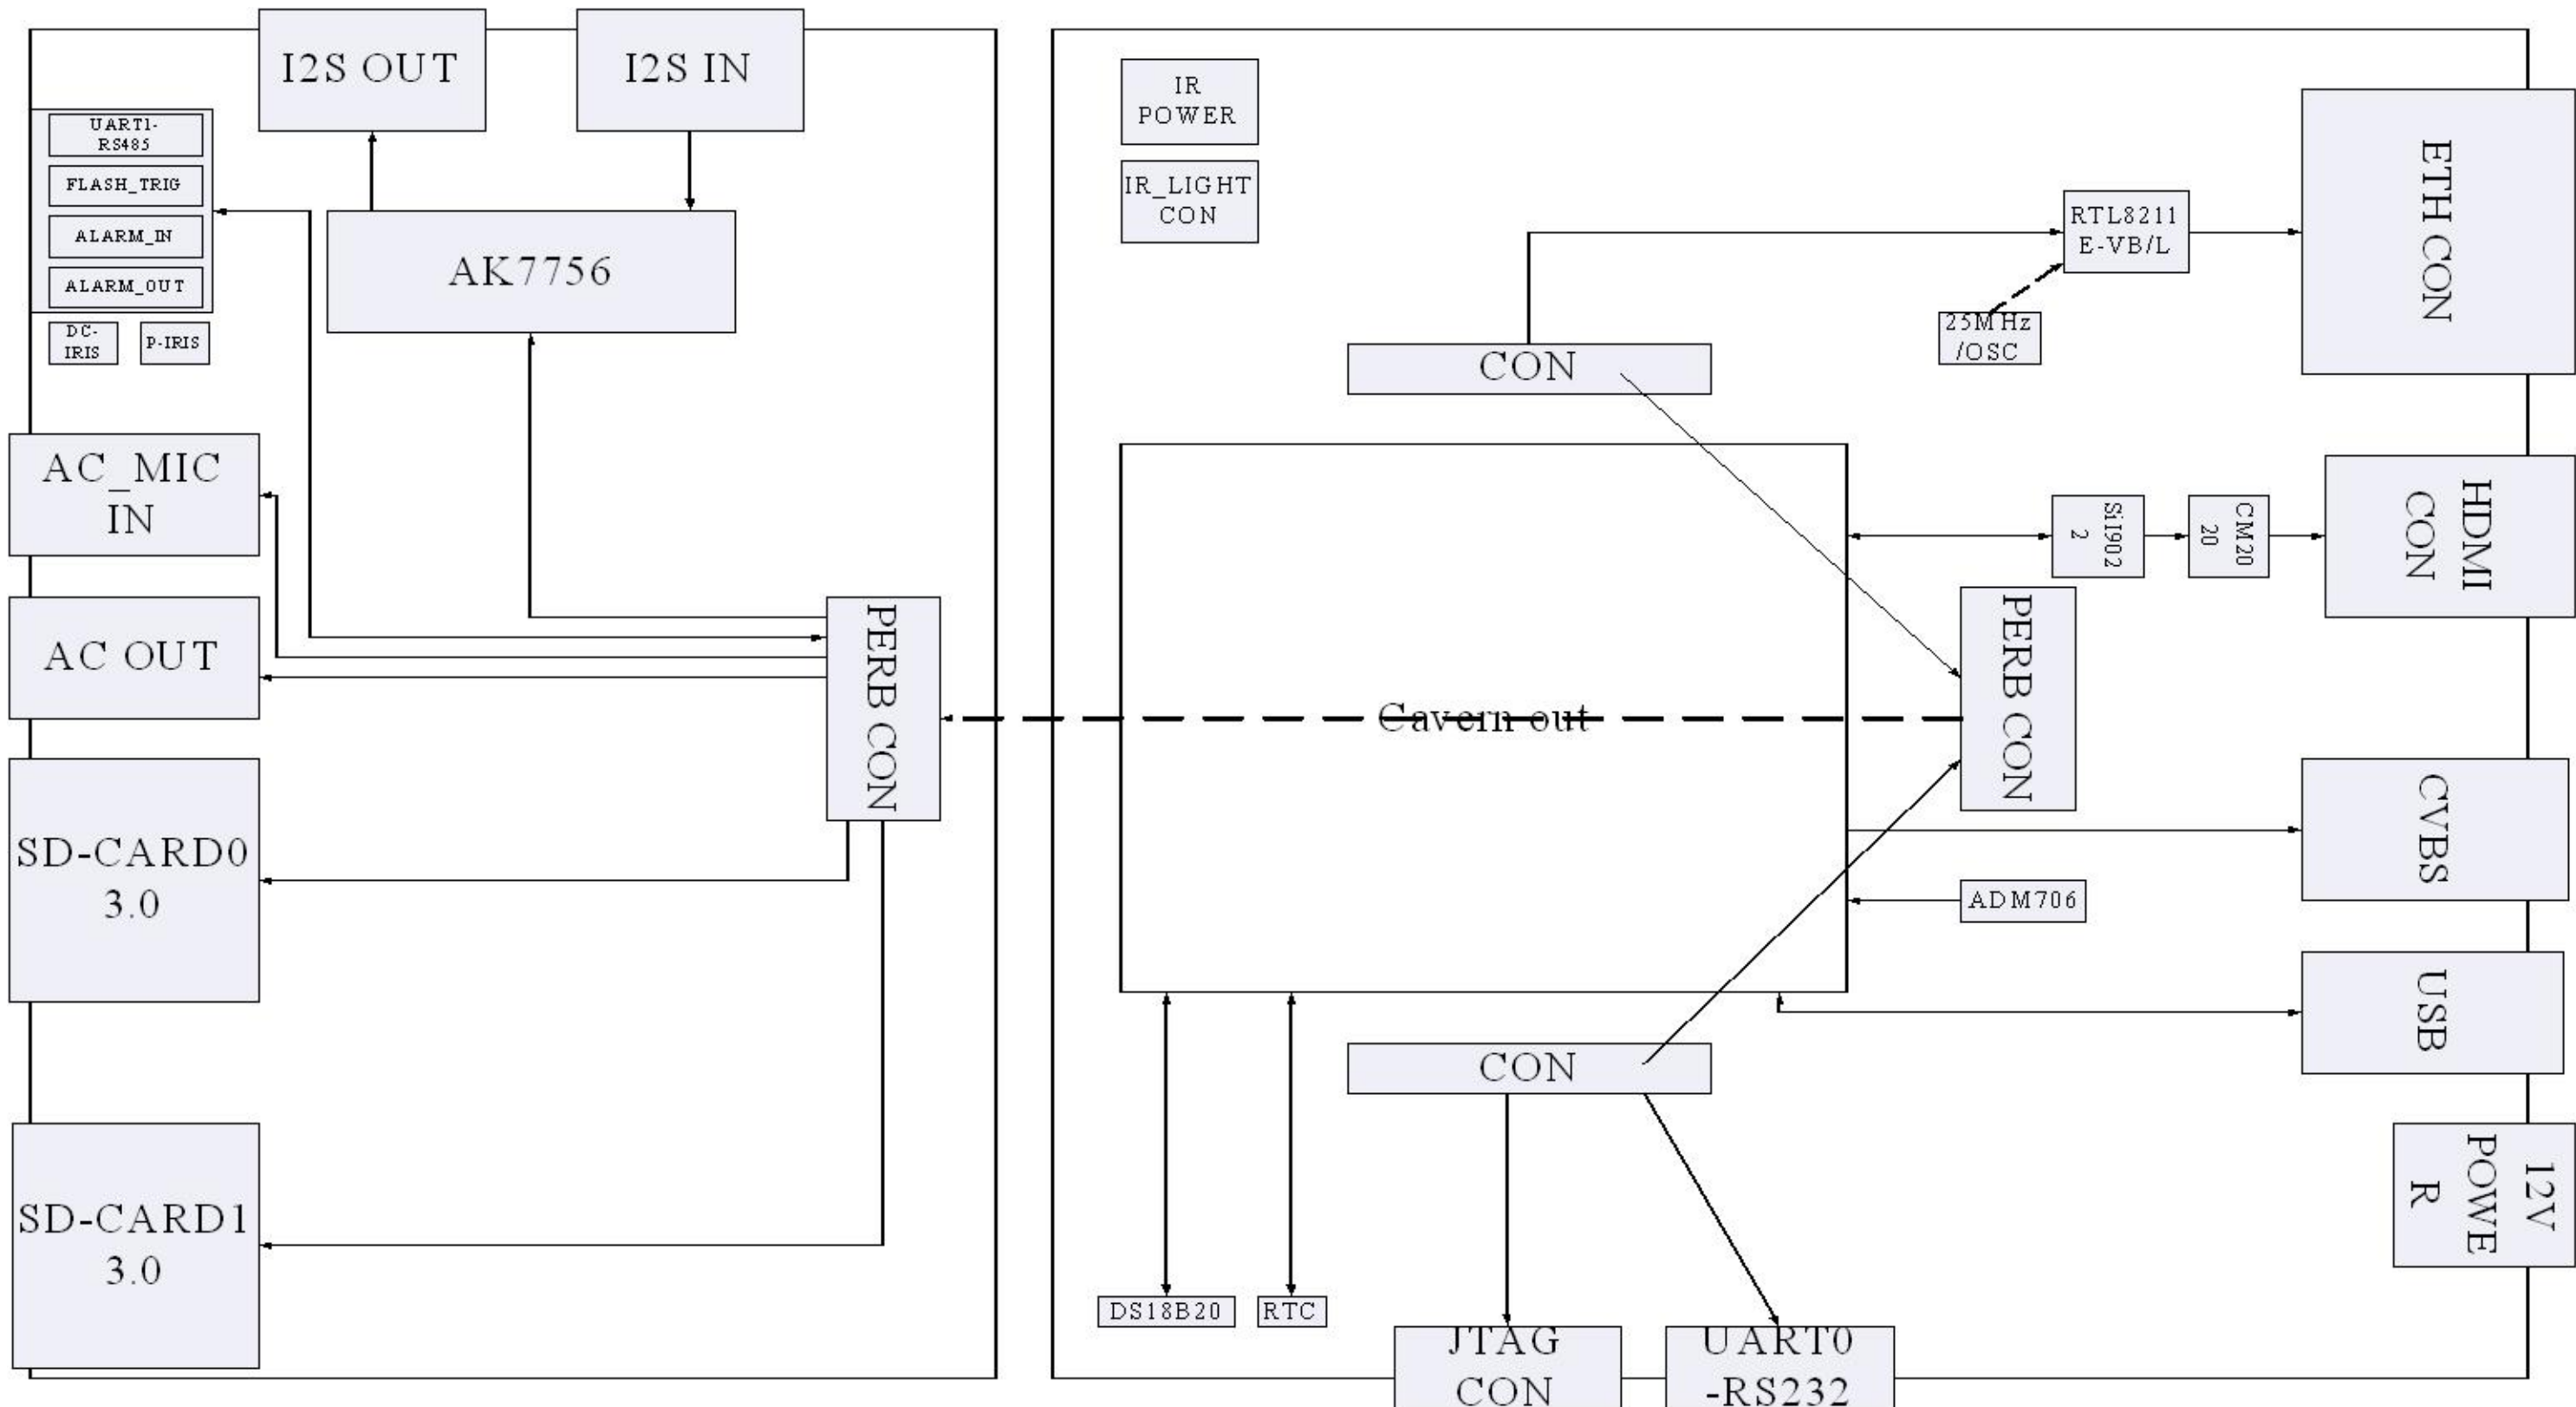 I2S OUT
I2S IN
UART1-
RS485
FLASH_TRIG
ALARM_IN
ALARM_OUT
DC-
IRIS
P-IRIS
AK7756
AC_MIC
IN
AC OUT
PERB CON
SD-CARD0
3.0
SD-CARD1
3.0
IR
POWER
IR_LIGHT
CON
RTL8211
E-VB/L
25MHz
/OSC
ETH CON
CON
SiI902
2
CM20
20
HDMI
CON
PERB CON
Cavern out
CVBS
ADM706
USB
CON
12V
POWE
R
DS18B20
RTC
JTAG
CON
UART0
-RS232